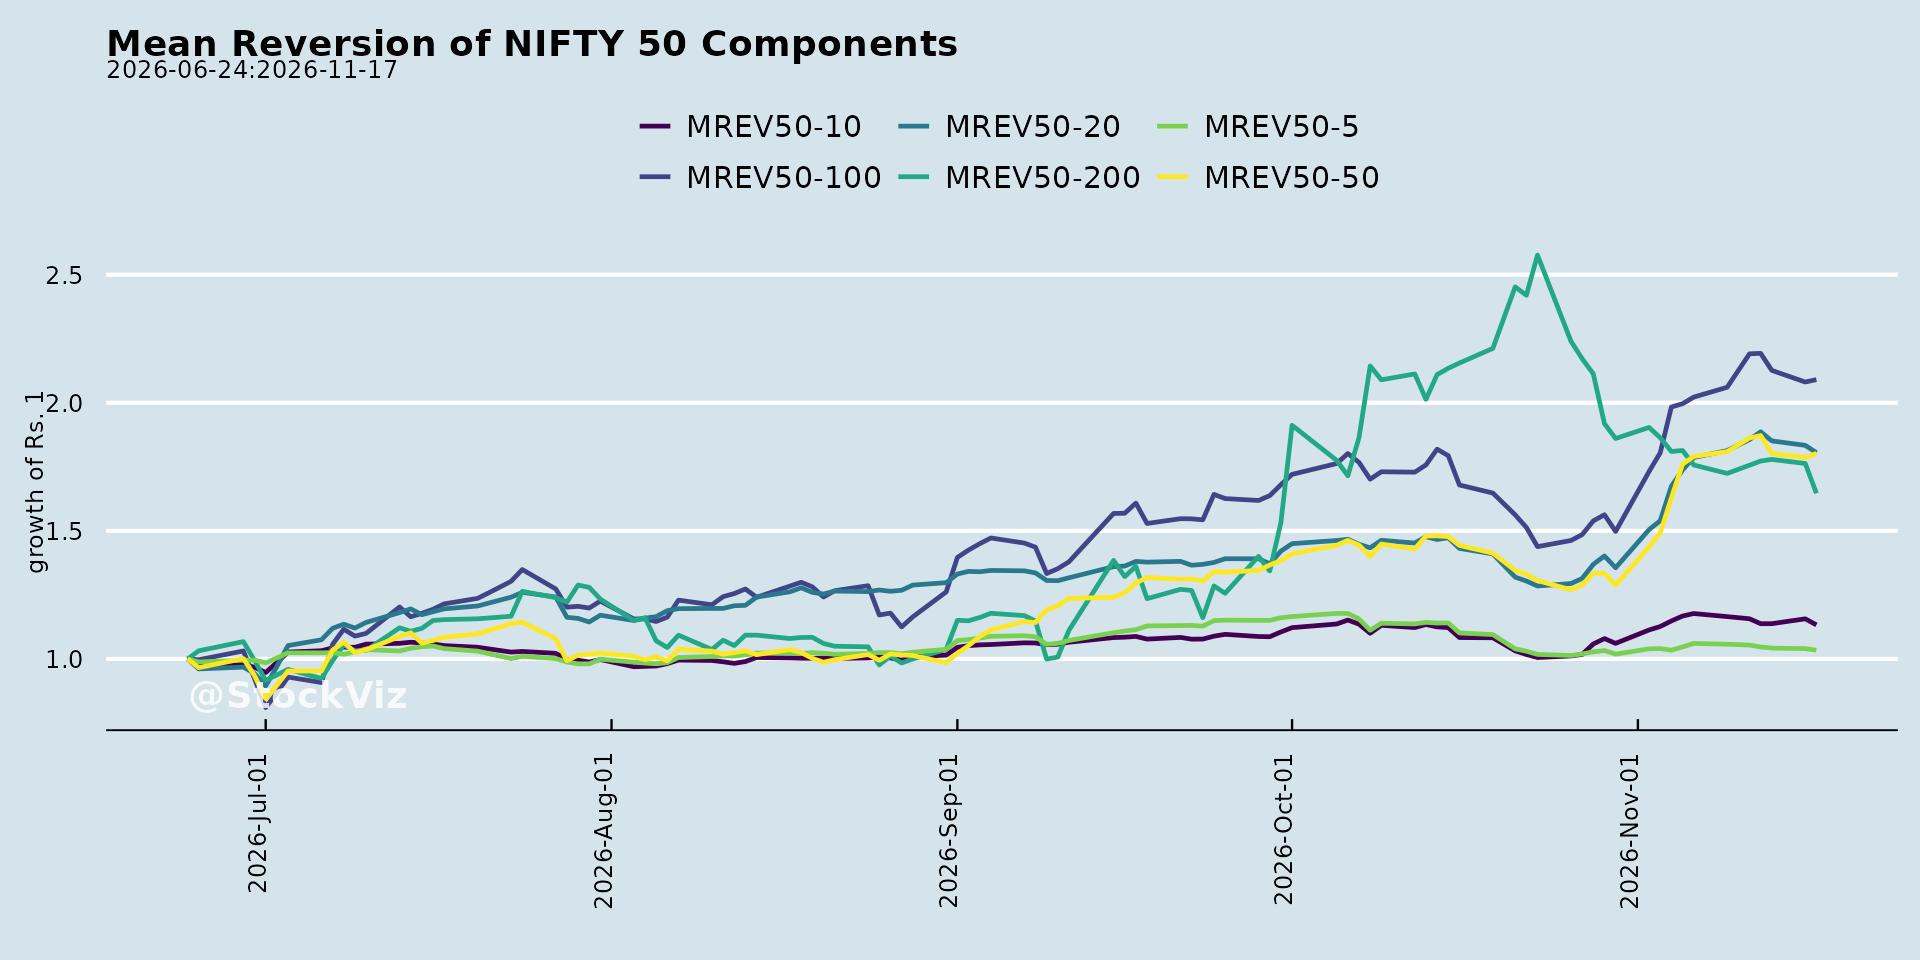 Mean Reversion of NIFTY 50 Components
2026-06-24:2026-11-17
MREV50-10 MREV50-20 MREV50-5
MREV50-100 MREV50-200 MREV50-50
growth of Rs. 1
2.5
2.0
1.5
1.0
@StockViz
2026-Jul-01
2026-Aug-01
2026-Sep-01
2026-Oct-01
2026-Nov-01